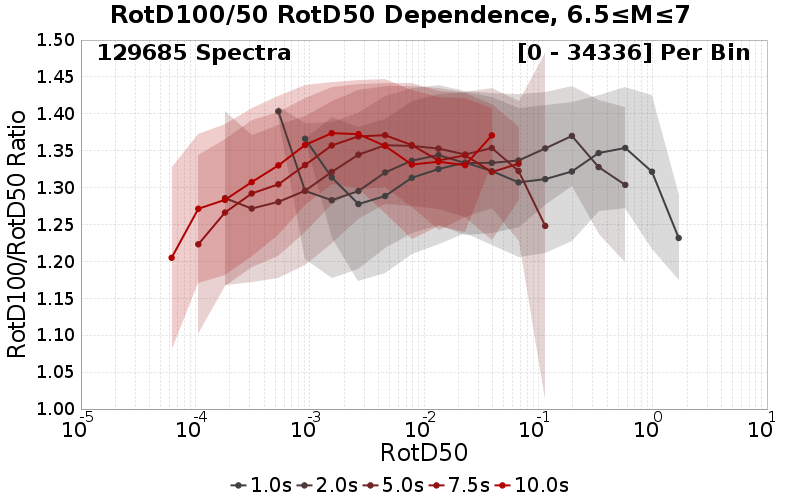 RotD100/50 RotD50 Dependence, 6.5≤M≤7
129685 Spectra
[0 - 34336] Per Bin
RotD100/RotD50 Ratio
1.50
1.45
1.40
1.35
1.30
1.25
1.20
1.15
1.10
1.05
1.00
10^-5 10^-4 10^-3 10^-2 10^-1 10^0 10^1
RotD50
1.0s 2.0s 5.0s 7.5s 10.0s